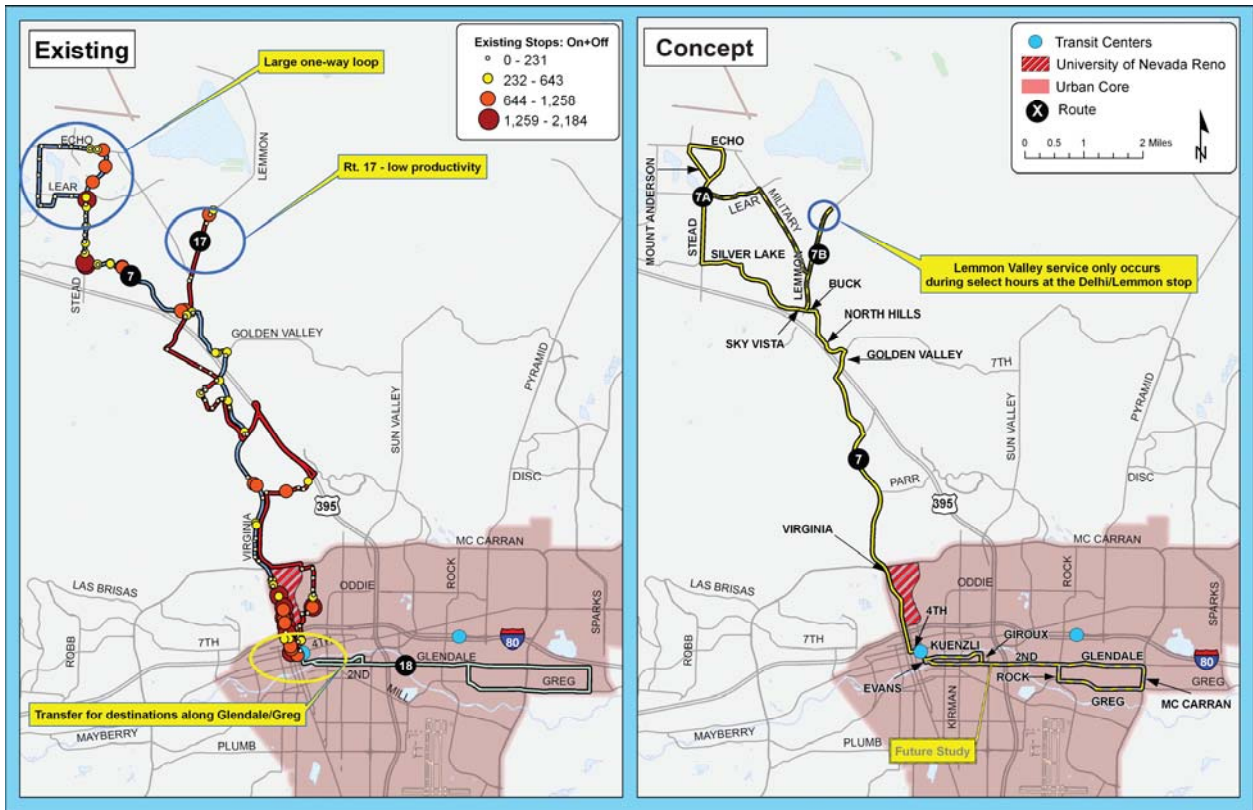 Existing
Existing Stops: On+Off
0 - 231
232 - 643
644 - 1,258
1,259 - 2,184
Large one-way loop
ECHO
LEAR
LEMMON
Rt. 17 - low productivity
17
7
STEAD
GOLDEN VALLEY
PYRAMID
SUN VALLEY
DISC
395
VIRGINIA
MC CARRAN
LAS BRISAS
ODDIE
ROCK
SPARKS
ROBB
7TH
4TH
80
18
GLENDALE
2ND
GREG
MILL
Transfer for destinations along Glendale/Greg
MAYBERRY
PLUMB
Concept
Transit Centers
University of Nevada Reno
Urban Core
X Route
0 0.5 1 2 Miles
N
ECHO
MOUNT ANDERSON
7A
LEAR
MILITARY
STEAD
SILVER LAKE
LEMMON
7B
Lemmon Valley service only occurs
during select hours at the Delhi/Lemmon stop
BUCK
NORTH HILLS
SKY VISTA
GOLDEN VALLEY
7TH
PYRAMID
SUN VALLEY
7
PARR
DISC
395
VIRGINIA
MC CARRAN
LAS BRISAS
ODDIE
ROCK
SPARKS
ROBB
7TH
4TH
KUENZLI
GIROUX
80
2ND
GLENDALE
EVANS
ROCK
GREG
GREG
MC CARRAN
KIRMAN
MAYBERRY
Future Study
PLUMB